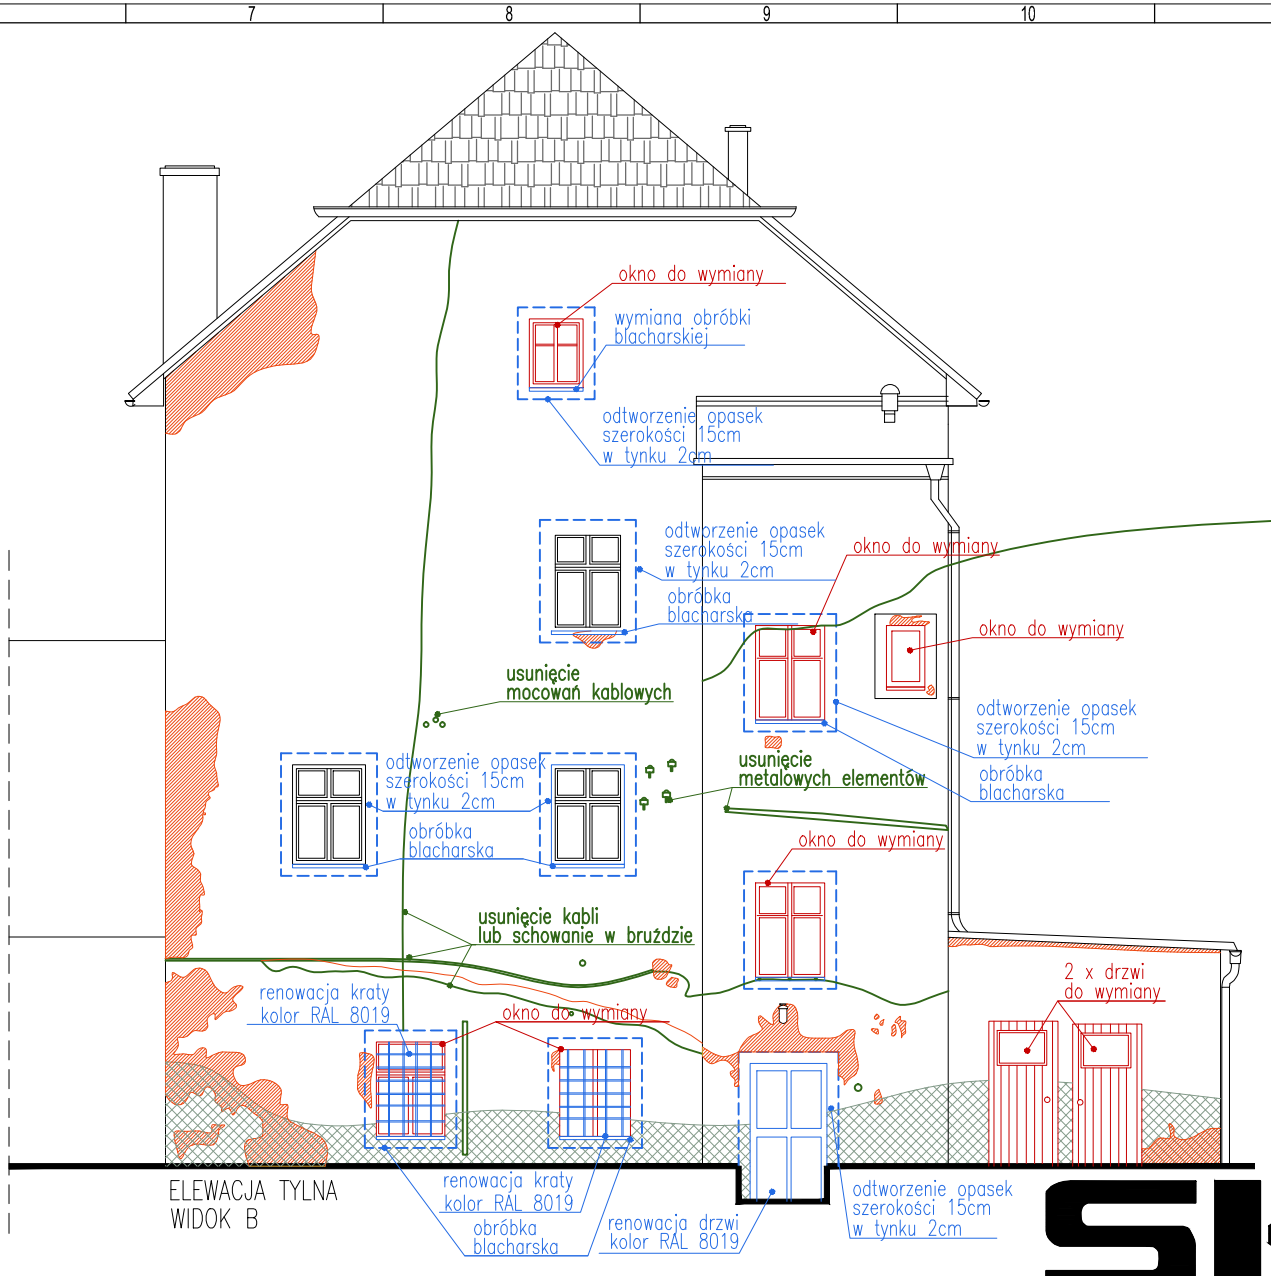 7
8
9
10
okno do wymiany
wymiana obróbki
blacharskiej
odtworzenie opasek
szerokości 15cm
w tynku 2cm
odtworzenie opasek
szerokości 15cm
w tynku 2cm
okno do wymiany
obróbka
blacharska
okno do wymiany
usunięcie
mocowań kablowych
odtworzenie opasek
szerokości 15cm
w tynku 2cm
odtworzenie opasek
szerokości 15cm
w tynku 2cm
usunięcie
metalowych elementów
obróbka
blacharska
obróbka
blacharska
okno do wymiany
usunięcie kabli
lub schowanie w bruździe
renowacja kraty
kolor RAL 8019
okno do wymiany
2 x drzwi
do wymiany
ELEWACJA TYLNA
WIDOK B
renowacja kraty
kolor RAL 8019
obróbka
blacharska
renowacja drzwi
kolor RAL 8019
odtworzenie opasek
szerokości 15cm
w tynku 2cm